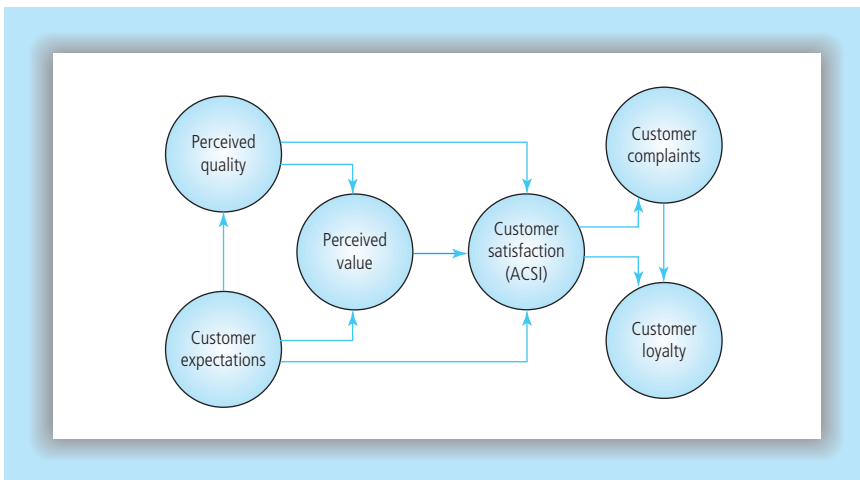 Perceived
quality
Customer
expectations
Perceived
value
Customer
satisfaction
(ACSI)
Customer
complaints
Customer
loyalty